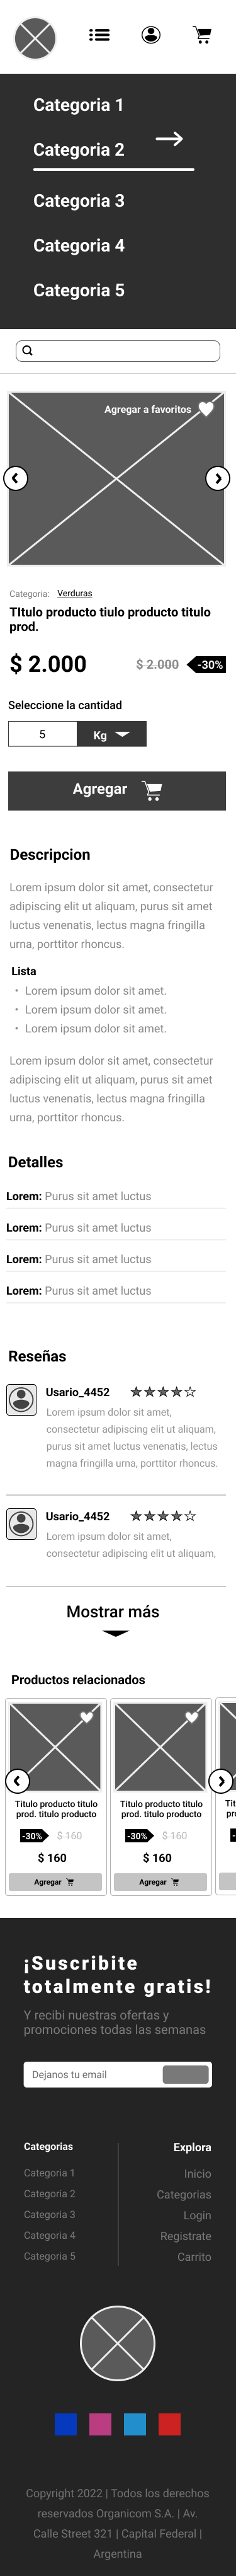 Categoria 1
Categoria 2
Categoria 3
Categoria 4
Categoria 5
Agregar a favoritos
Categoria: Verduras
TItulo producto tiulo producto titulo
prod.
$ 2.000 $ 2.000 -30%
Seleccione la cantidad
5 Kg
Agregar
Descripcion
Lorem ipsum dolor sit amet, consectetur
adipiscing elit ut aliquam, purus sit amet
luctus venenatis, lectus magna fringilla
urna, porttitor rhoncus.
Lista
• Lorem ipsum dolor sit amet.
• Lorem ipsum dolor sit amet.
• Lorem ipsum dolor sit amet.
Lorem ipsum dolor sit amet, consectetur
adipiscing elit ut aliquam, purus sit amet
luctus venenatis, lectus magna fringilla
urna, porttitor rhoncus.
Detalles
Lorem: Purus sit amet luctus
Lorem: Purus sit amet luctus
Lorem: Purus sit amet luctus
Lorem: Purus sit amet luctus
Reseñas
Usario_4452
Lorem ipsum dolor sit amet,
consectetur adipiscing elit ut aliquam,
purus sit amet luctus venenatis, lectus
magna fringilla urna, porttitor rhoncus.
Usario_4452
Lorem ipsum dolor sit amet,
consectetur adipiscing elit ut aliquam,
Mostrar más
Productos relacionados
Titulo producto titulo
prod. titulo producto
-30% $ 160
$ 160
Agregar
Titulo producto titulo
prod. titulo producto
-30% $ 160
$ 160
Agregar
Tit
pr
-
¡Suscribite
totalmente gratis!
Y recibi nuestras ofertas y
promociones todas las semanas
Dejanos tu email
Categorias
Categoria 1
Categoria 2
Categoria 3
Categoria 4
Categoria 5
Explora
Inicio
Categorias
Login
Registrate
Carrito
Copyright 2022 | Todos los derechos
reservados Organicom S.A. | Av.
Calle Street 321 | Capital Federal |
Argentina